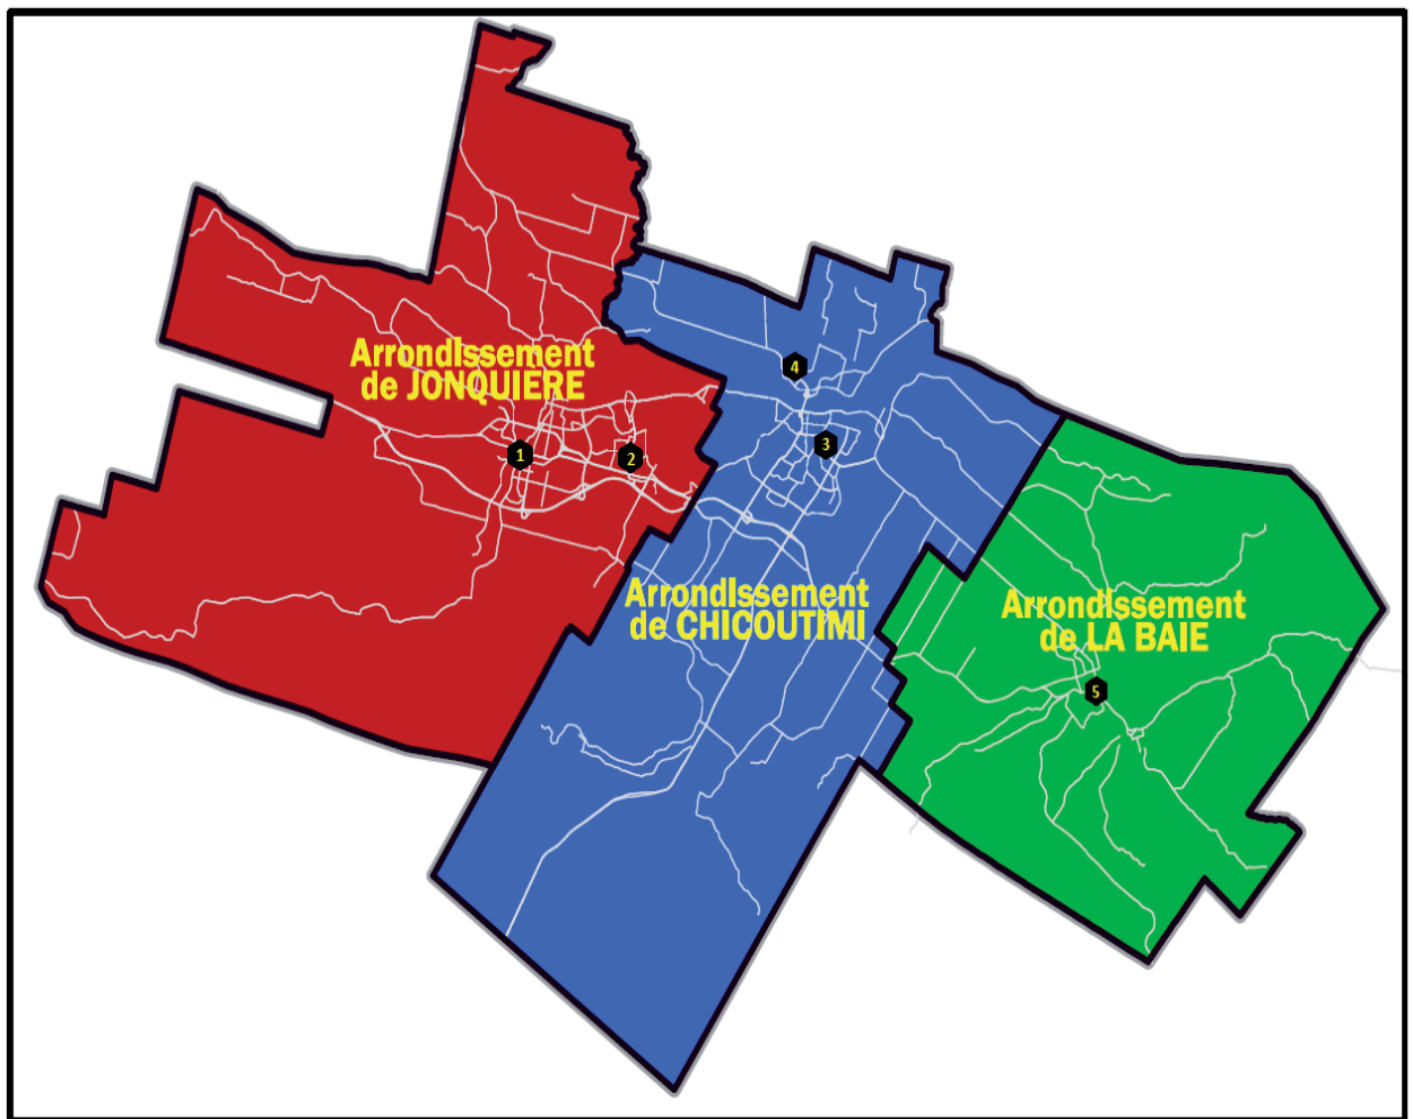 Arrondissement
de JONQUIERE
4
3
1
2
Arrondissement
de CHICOUTIMI
Arrondissement
de LA BAIE
5